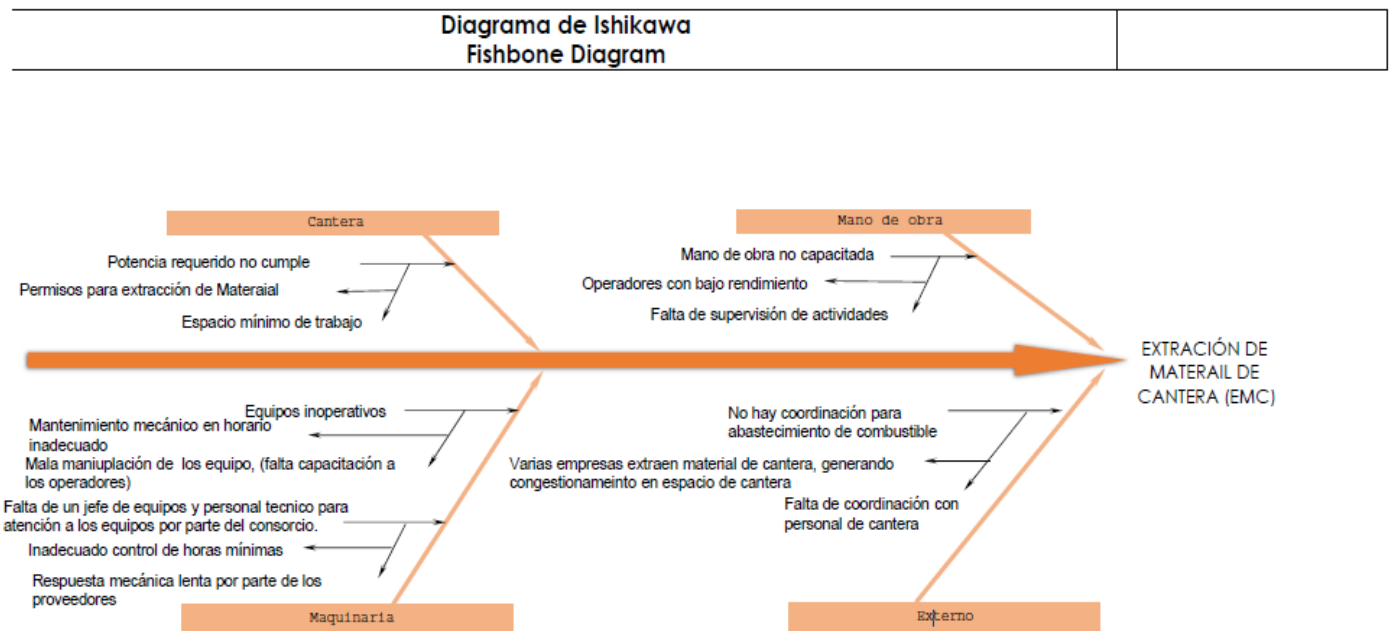 Diagrama de Ishikawa
Fishbone Diagram
Cantera
Mano de obra
Potencia requerido no cumple
Permisos para extracción de Materaial
Espacio mínimo de trabajo
Mano de obra no capacitada
Operadores con bajo rendimiento
Falta de supervisión de actividades
EXTRACIÓN DE
MATERAIL DE
CANTERA (EMC)
Equipos inoperativos
Mantenimiento mecánico en horario
inadecuado
Mala maniuplación de los equipo, (falta capacitación a
los operadores)
Falta de un jefe de equipos y personal tecnico para
atención a los equipos por parte del consorcio.
Inadecuado control de horas mínimas
Respuesta mecánica lenta por parte de los
proveedores
No hay coordinación para
abastecimiento de combustible
Varias empresas extraen material de cantera, generando
congestionameinto en espacio de cantera
Falta de coordinación con
personal de cantera
Maquinaria
Externo